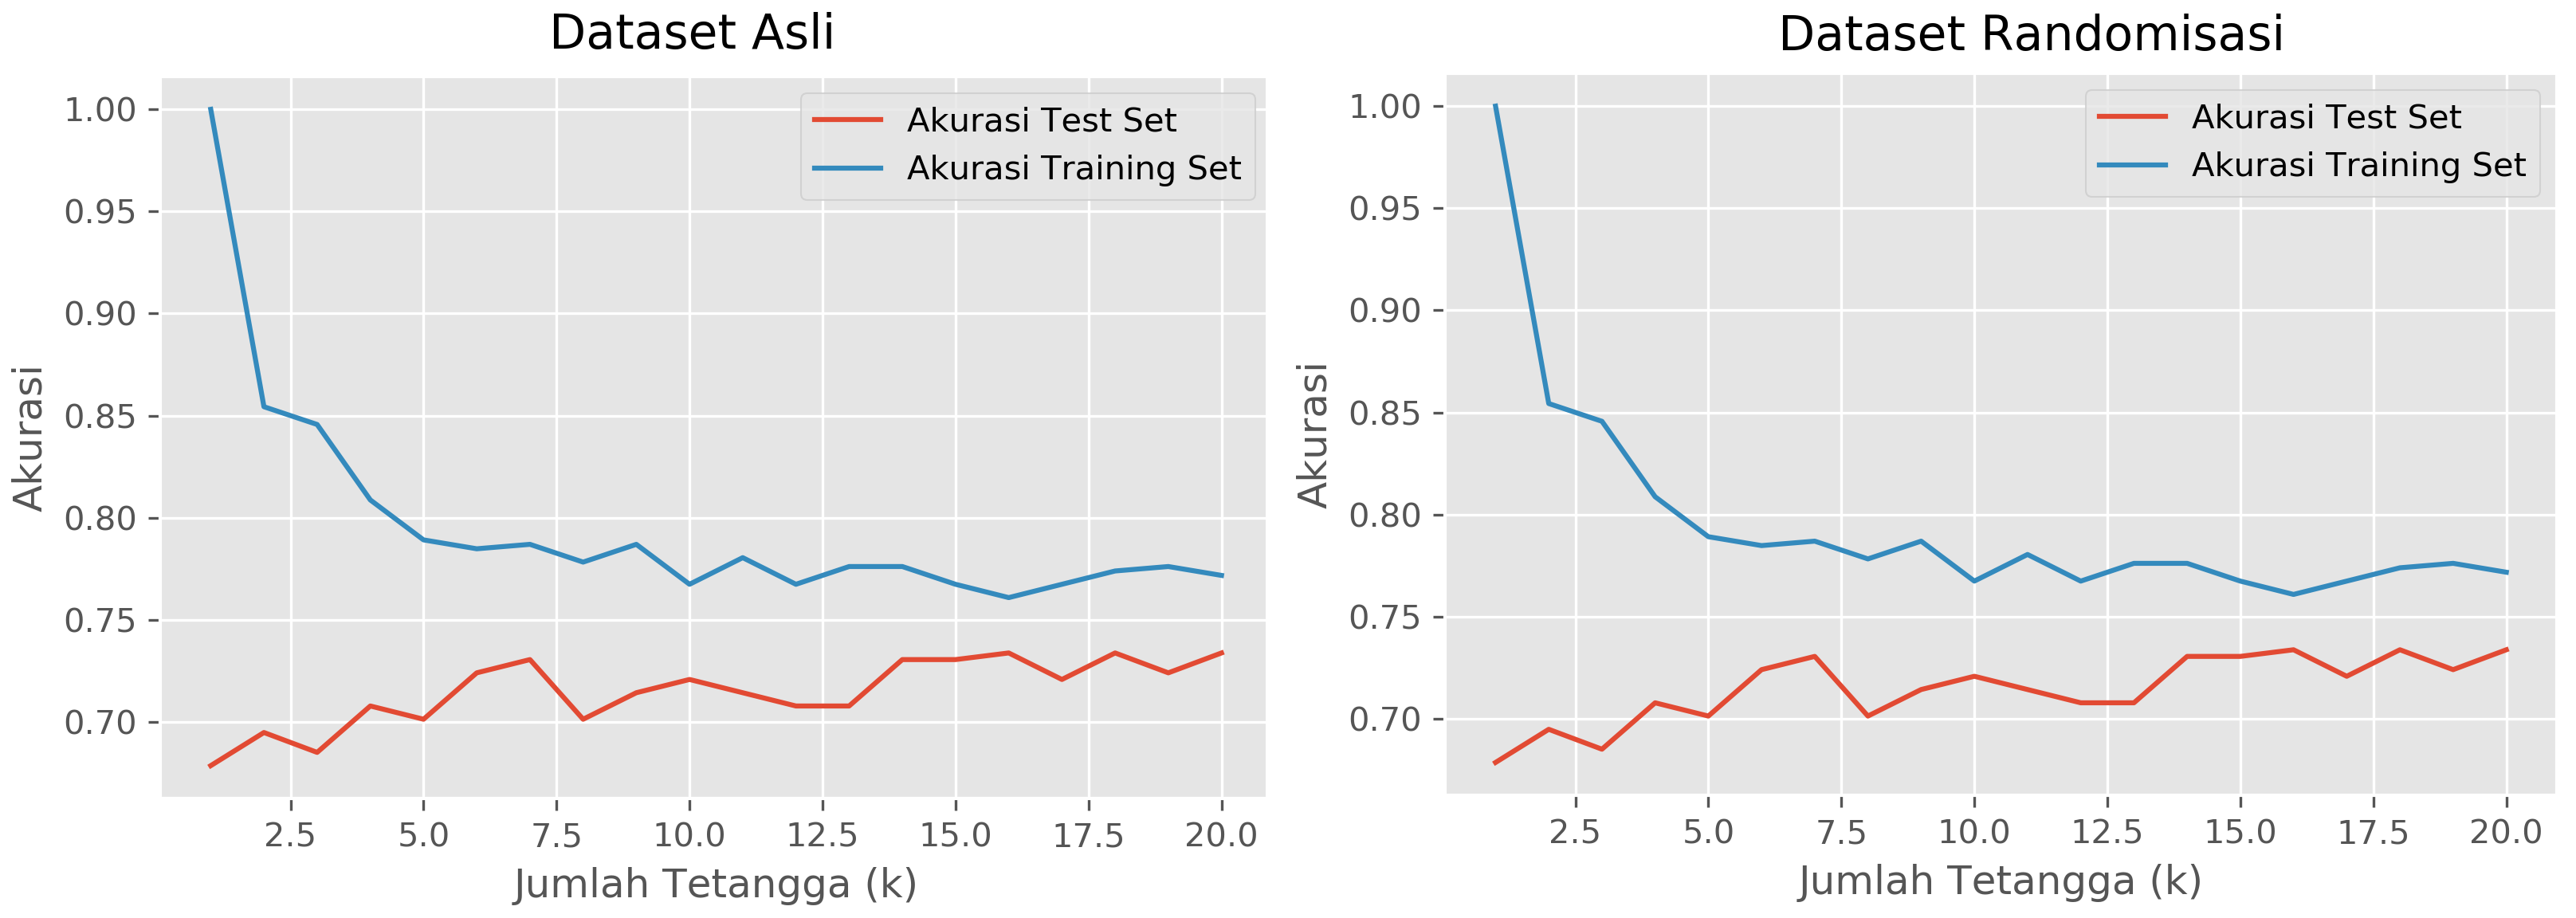 Dataset Asli
Akurasi
1.00
0.95
0.90
0.85
0.80
0.75
0.70
Akurasi Test Set
Akurasi Training Set
2.5 5.0 7.5 10.0 12.5 15.0 17.5 20.0
Jumlah Tetangga (k)
Dataset Randomisasi
Akurasi
1.00
0.95
0.90
0.85
0.80
0.75
0.70
Akurasi Test Set
Akurasi Training Set
2.5 5.0 7.5 10.0 12.5 15.0 17.5 20.0
Jumlah Tetangga (k)